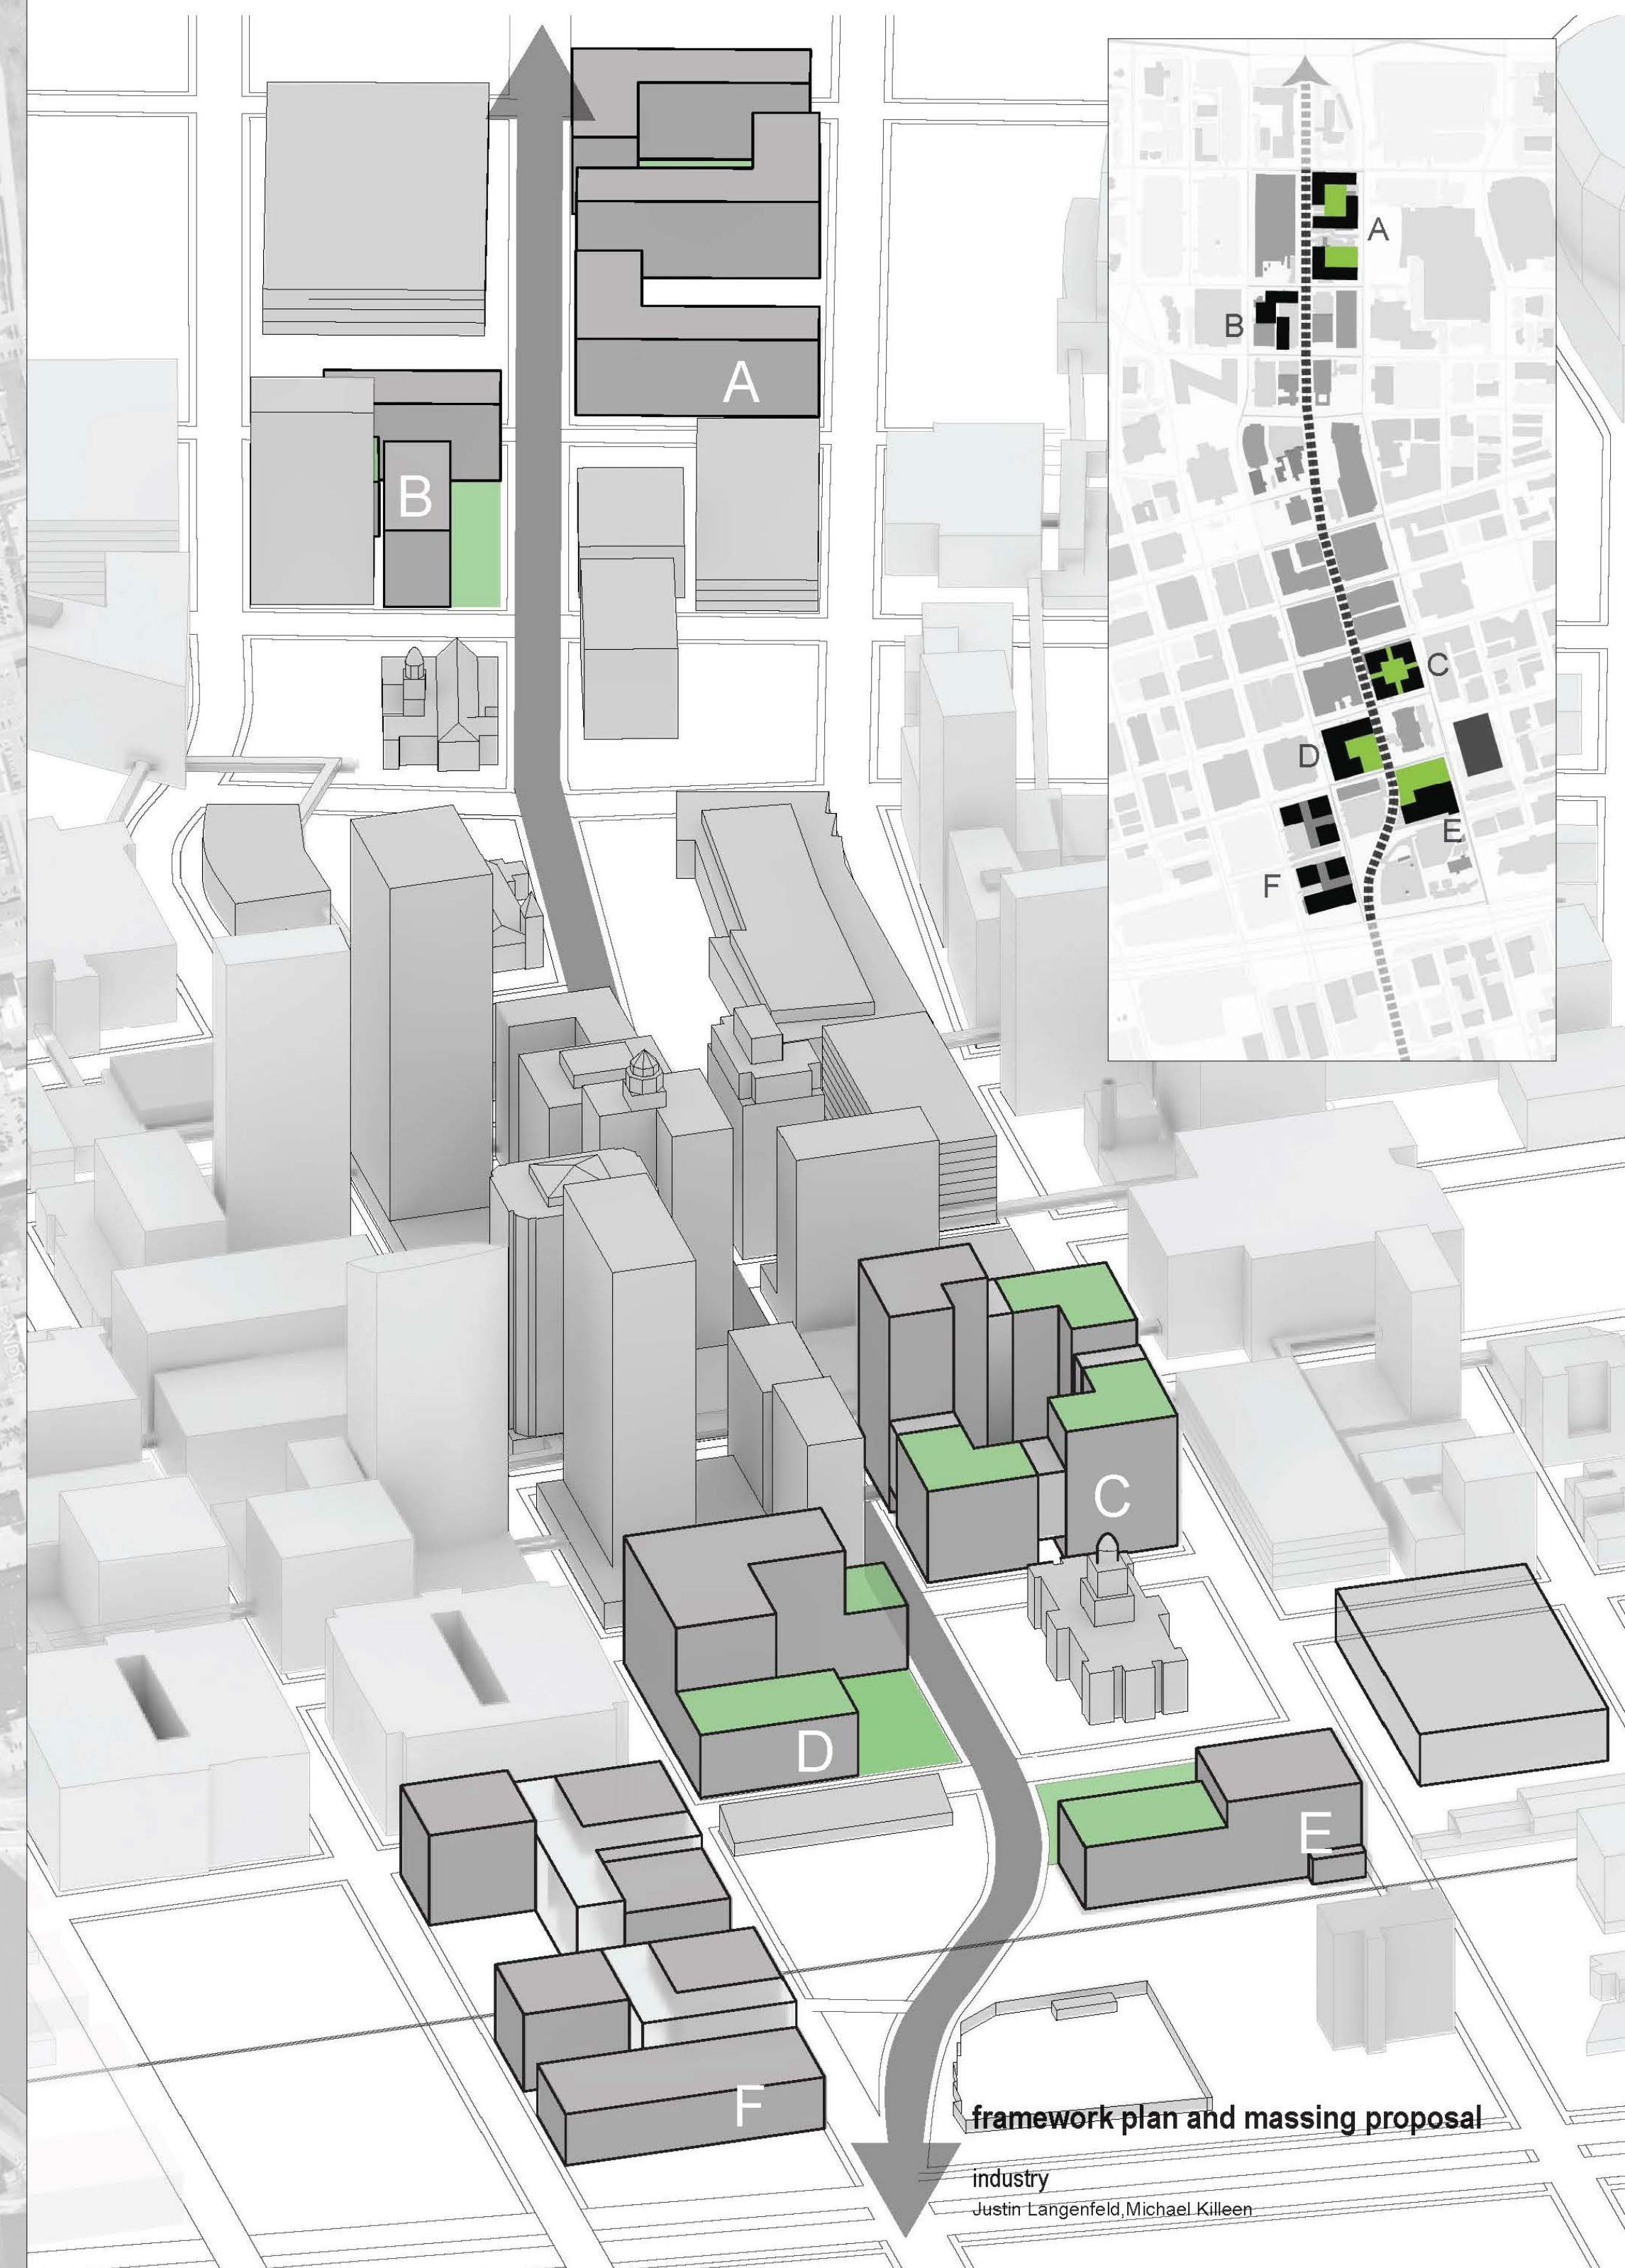 A
B
C
D
E
F
A
B
C
D
E
F
framework plan and massing proposal
industry
Justin Langenfeld,Michael Killeen